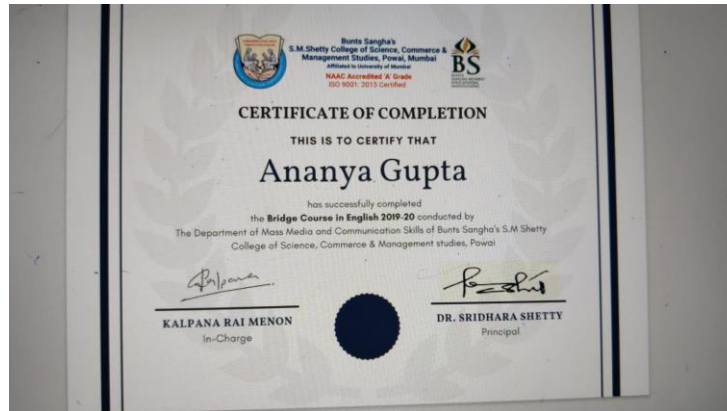 Bunts Sangha's
S.M.Shetty College of Science, Commerce &
Management Studies, Powai, Mumbai
Affiliated to University of Mumbai
NAAC Accredited 'A' Grade
ISO 9001: 2015 Certified
BS
CERTIFICATE OF COMPLETION
THIS IS TO CERTIFY THAT
Ananya Gupta
has successfully completed
the Bridge Course in English 2019-20 conducted by
The Department of Mass Media and Communication Skills of Bunts Sangha's S.M Shetty
College of Science, Commerce & Management studies, Powai
KALPANA RAI MENON
In-Charge
DR. SRIDHARA SHETTY
Principal